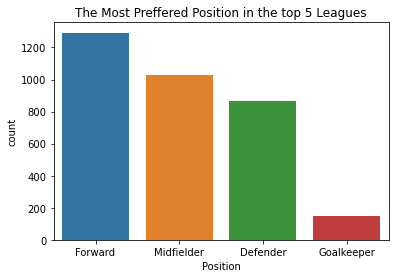 The Most Preffered Position in the top 5 Leagues
1200
1000
800
600
400
200
0
count
Forward Midfielder Defender Goalkeeper
Position